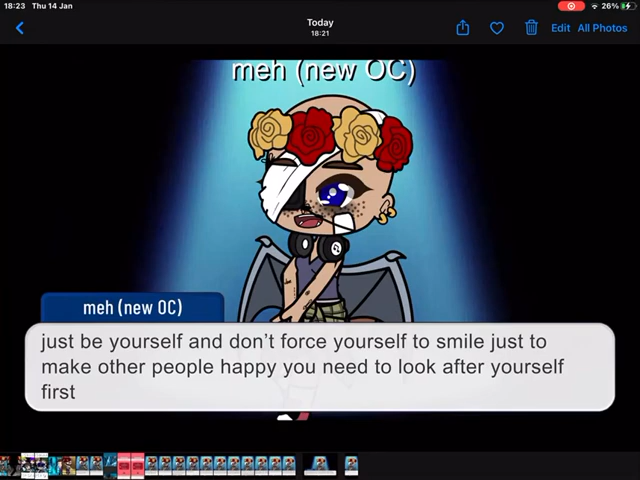 18:23 Thu 14 Jan
26%
Today
18:21
Edit All Photos
meh (new OC)
meh (new OC)
just be yourself and don't force yourself to smile just to
make other people happy you need to look after yourself
first